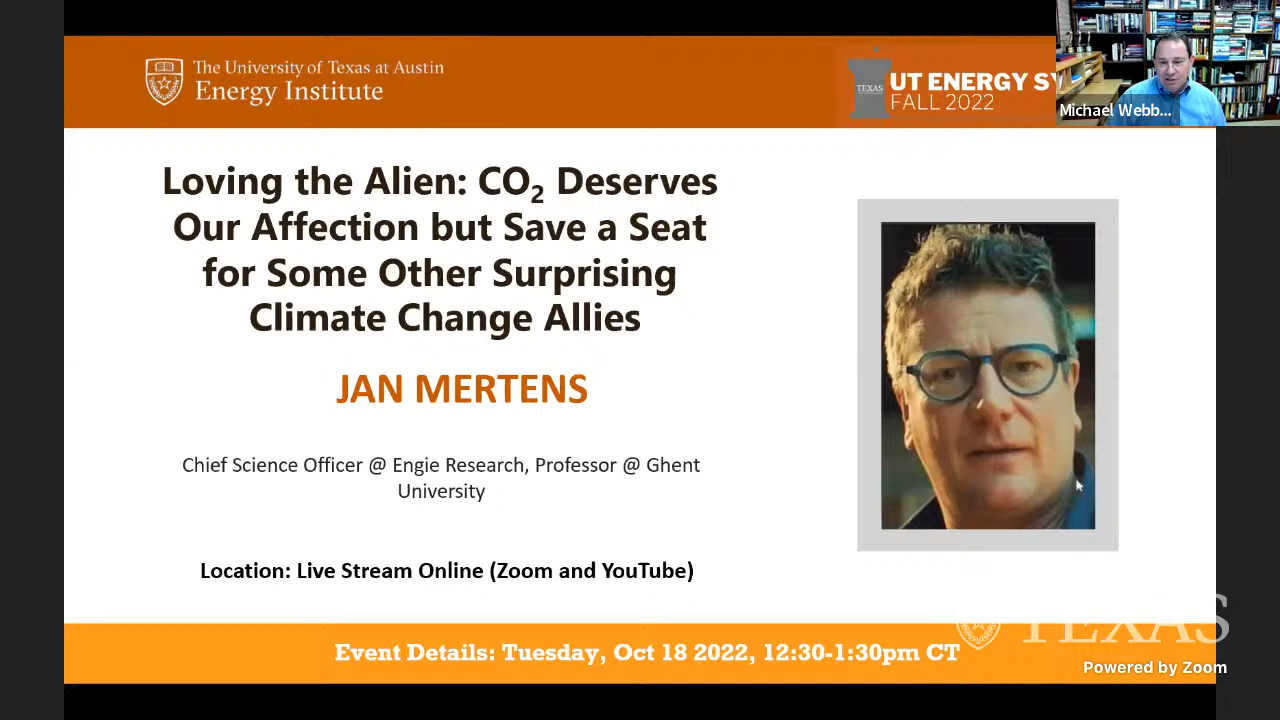 The University of Texas at Austin
Energy Institute
TEXAS
UT ENERGY SY
FALL 2022
Michael Webb...
Loving the Alien: CO₂ Deserves
Our Affection but Save a Seat
for Some Other Surprising
Climate Change Allies
JAN MERTENS
Chief Science Officer @ Engie Research, Professor @ Ghent
University
Location: Live Stream Online (Zoom and YouTube)
TEXAS
Event Details: Tuesday, Oct 18 2022, 12:30-1:30pm CT
Powered by Zoom